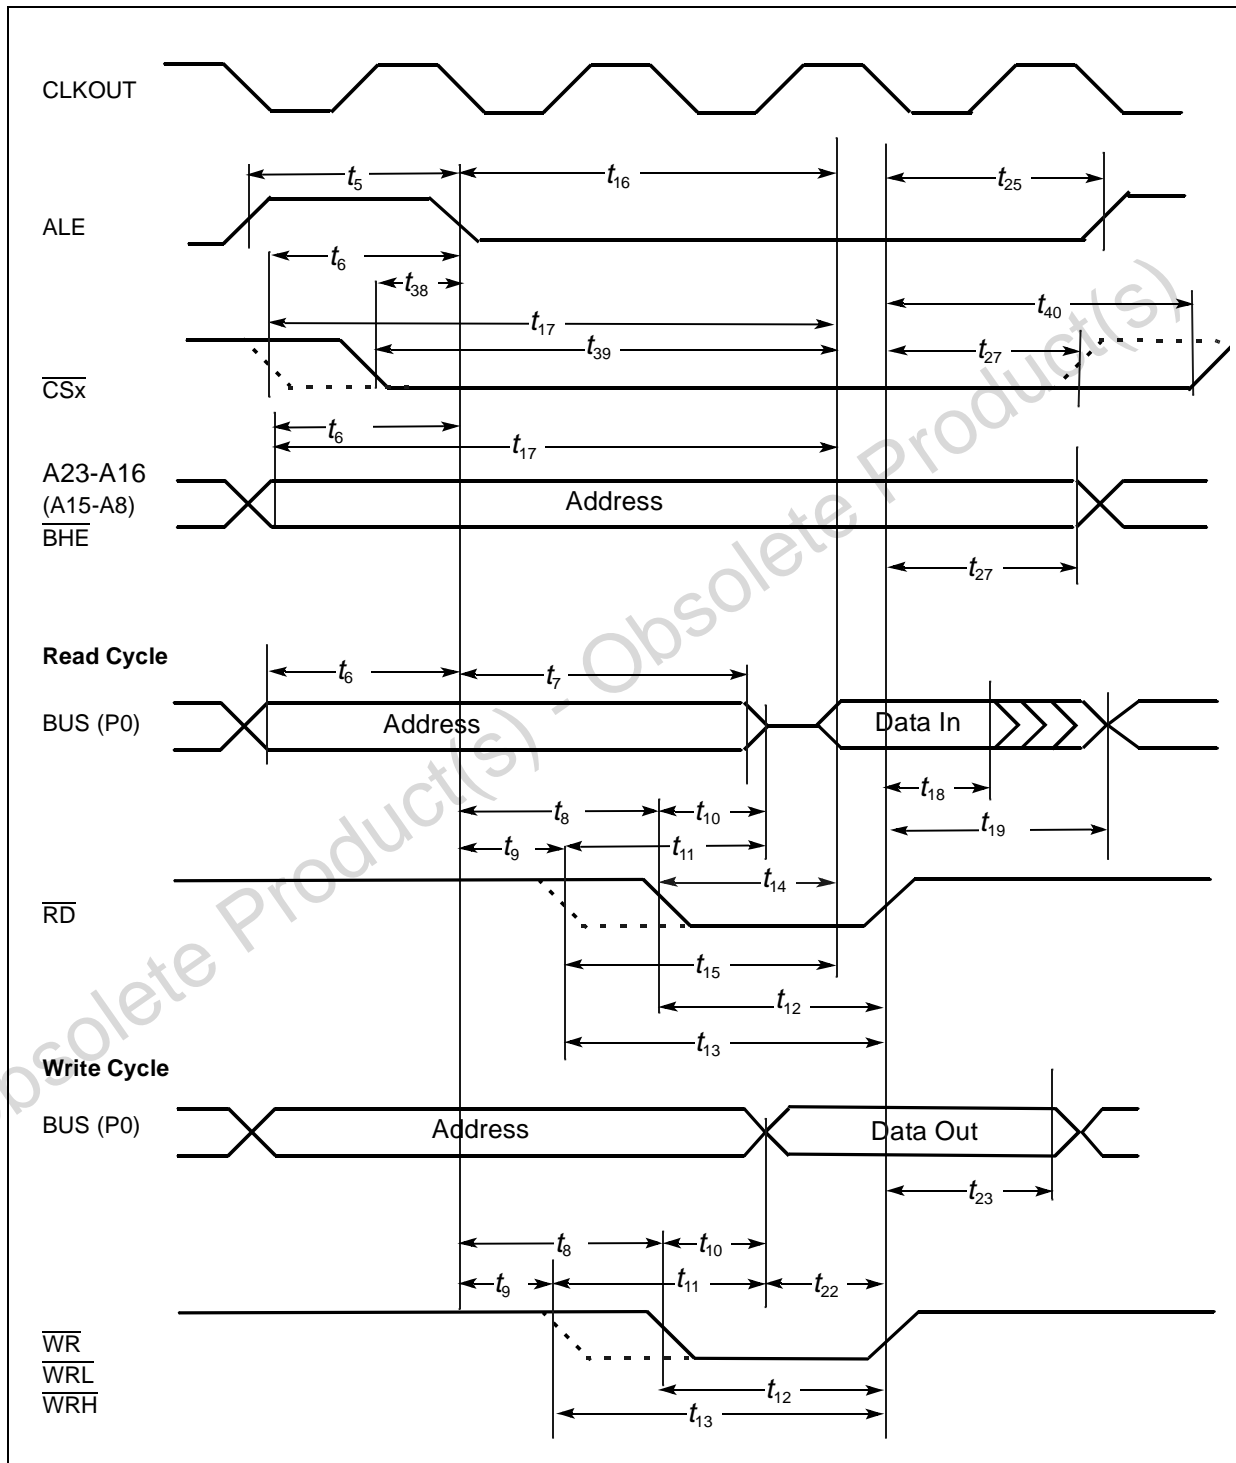 CLKOUT
t5
t16
t25
ALE
t6
t38
t40
t17
t39
t27
CSx
t6
t17
A23-A16
(A15-A8)
BHE
Address
t27
Read Cycle
t6
t7
BUS (P0)
Address
Data In
t18
t8
t10
t19
t9
t11
t14
RD
t15
t12
t13
Write Cycle
BUS (P0)
Address
Data Out
t23
t8
t10
t9
t11
t22
WR
WRL
WRH
t12
t13
Obsolete Product(s) - Obsolete Product(s)